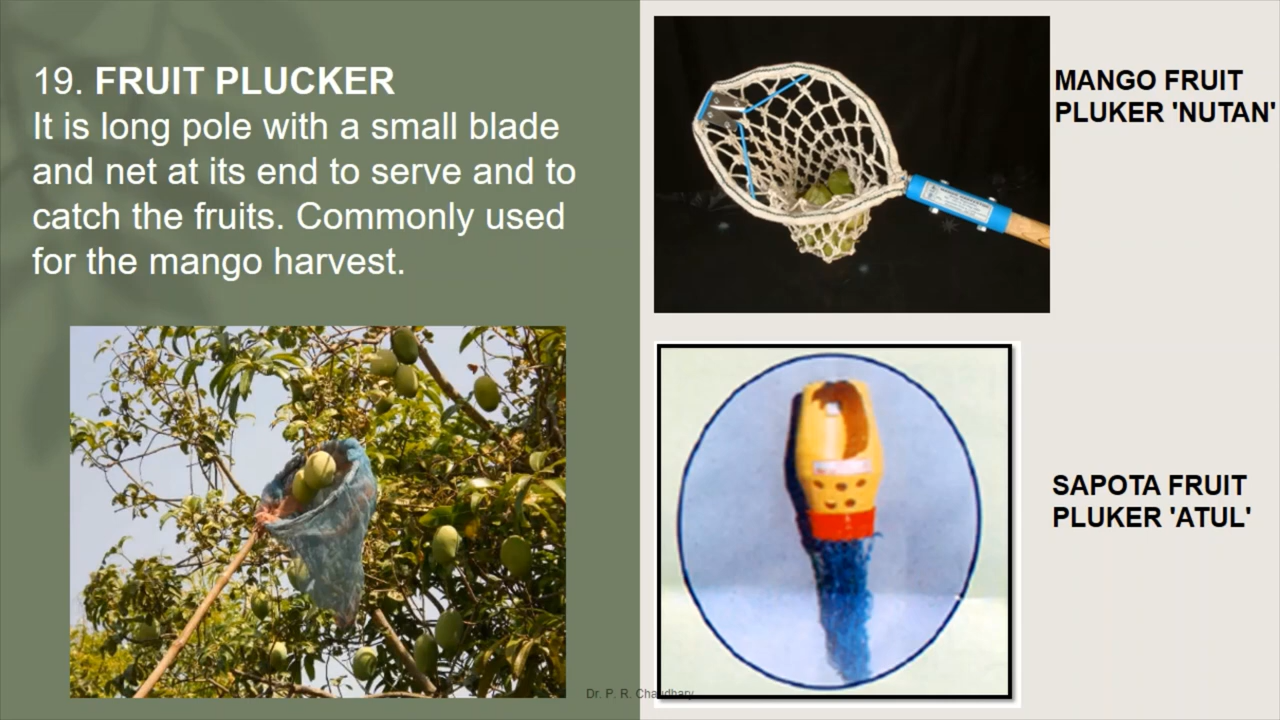 19. FRUIT PLUCKER
It is long pole with a small blade
and net at its end to serve and to
catch the fruits. Commonly used
for the mango harvest.
MANGO FRUIT
PLUKER 'NUTAN'
SAPOTA FRUIT
PLUKER 'ATUL'
Dr. P. R. Chaudhary